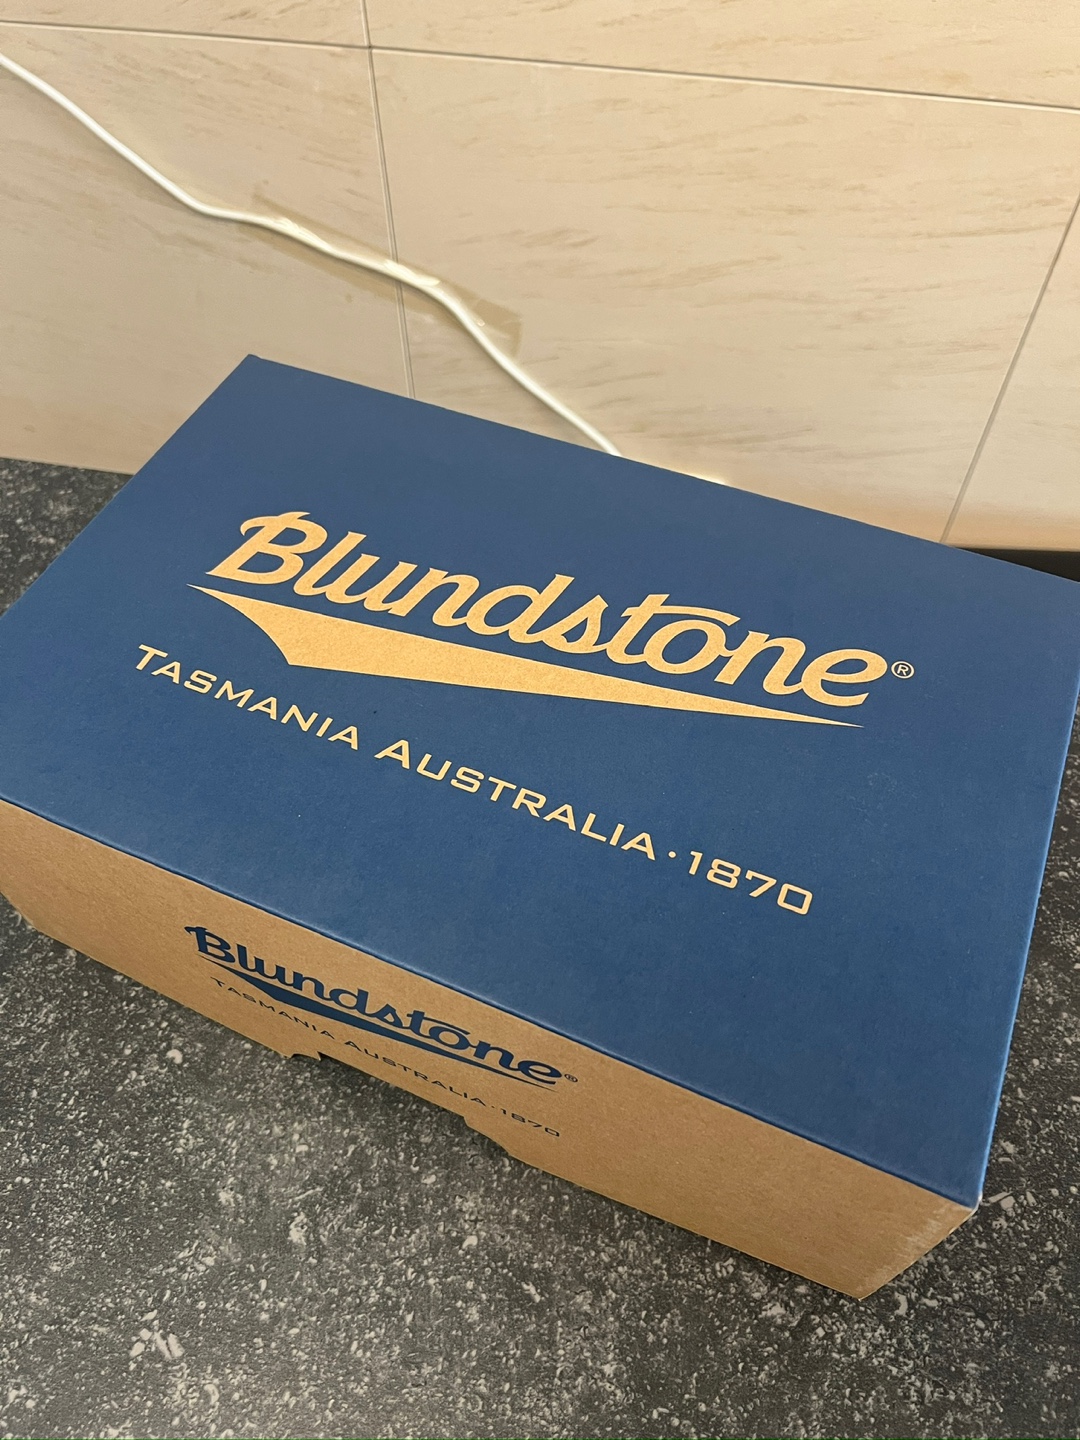 Blundstone®
TASMANIA AUSTRALIA · 1870
Blundstone®
TASMANIA AUSTRALIA · 1870